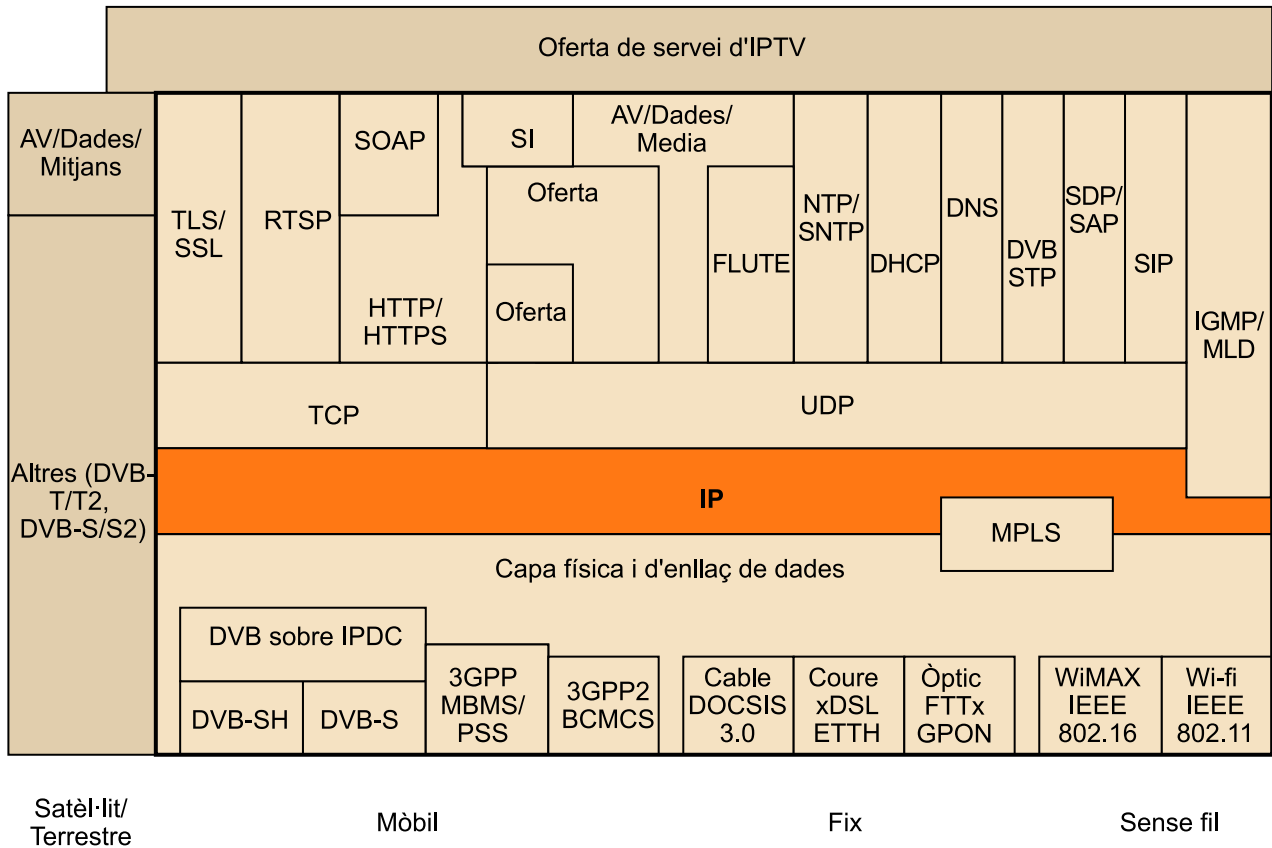 Oferta de servei d'IPTV
AV/Dades/
Mitjans
TLS/
SSL
RTSP
SOAP
HTTP/
HTTPS
SI
AV/Dades/
Media
Oferta
Oferta
FLUTE
NTP/
SNTP
DHCP
DNS
DVB
STP
SDP/
SAP
SIP
IGMP/
MLD
TCP
UDP
Altres (DVB-
T/T2,
DVB-S/S2)
IP
MPLS
Capa física i d'enllaç de dades
DVB sobre IPDC
DVB-SH
DVB-S
3GPP
MBMS/
PSS
3GPP2
BCMCS
Cable
DOCSIS
3.0
Coure
xDSL
ETTH
Òptic
FTTx
GPON
WiMAX
IEEE
802.16
Wi-fi
IEEE
802.11
Satèl·lit/
Terrestre
Mòbil
Fix
Sense fil